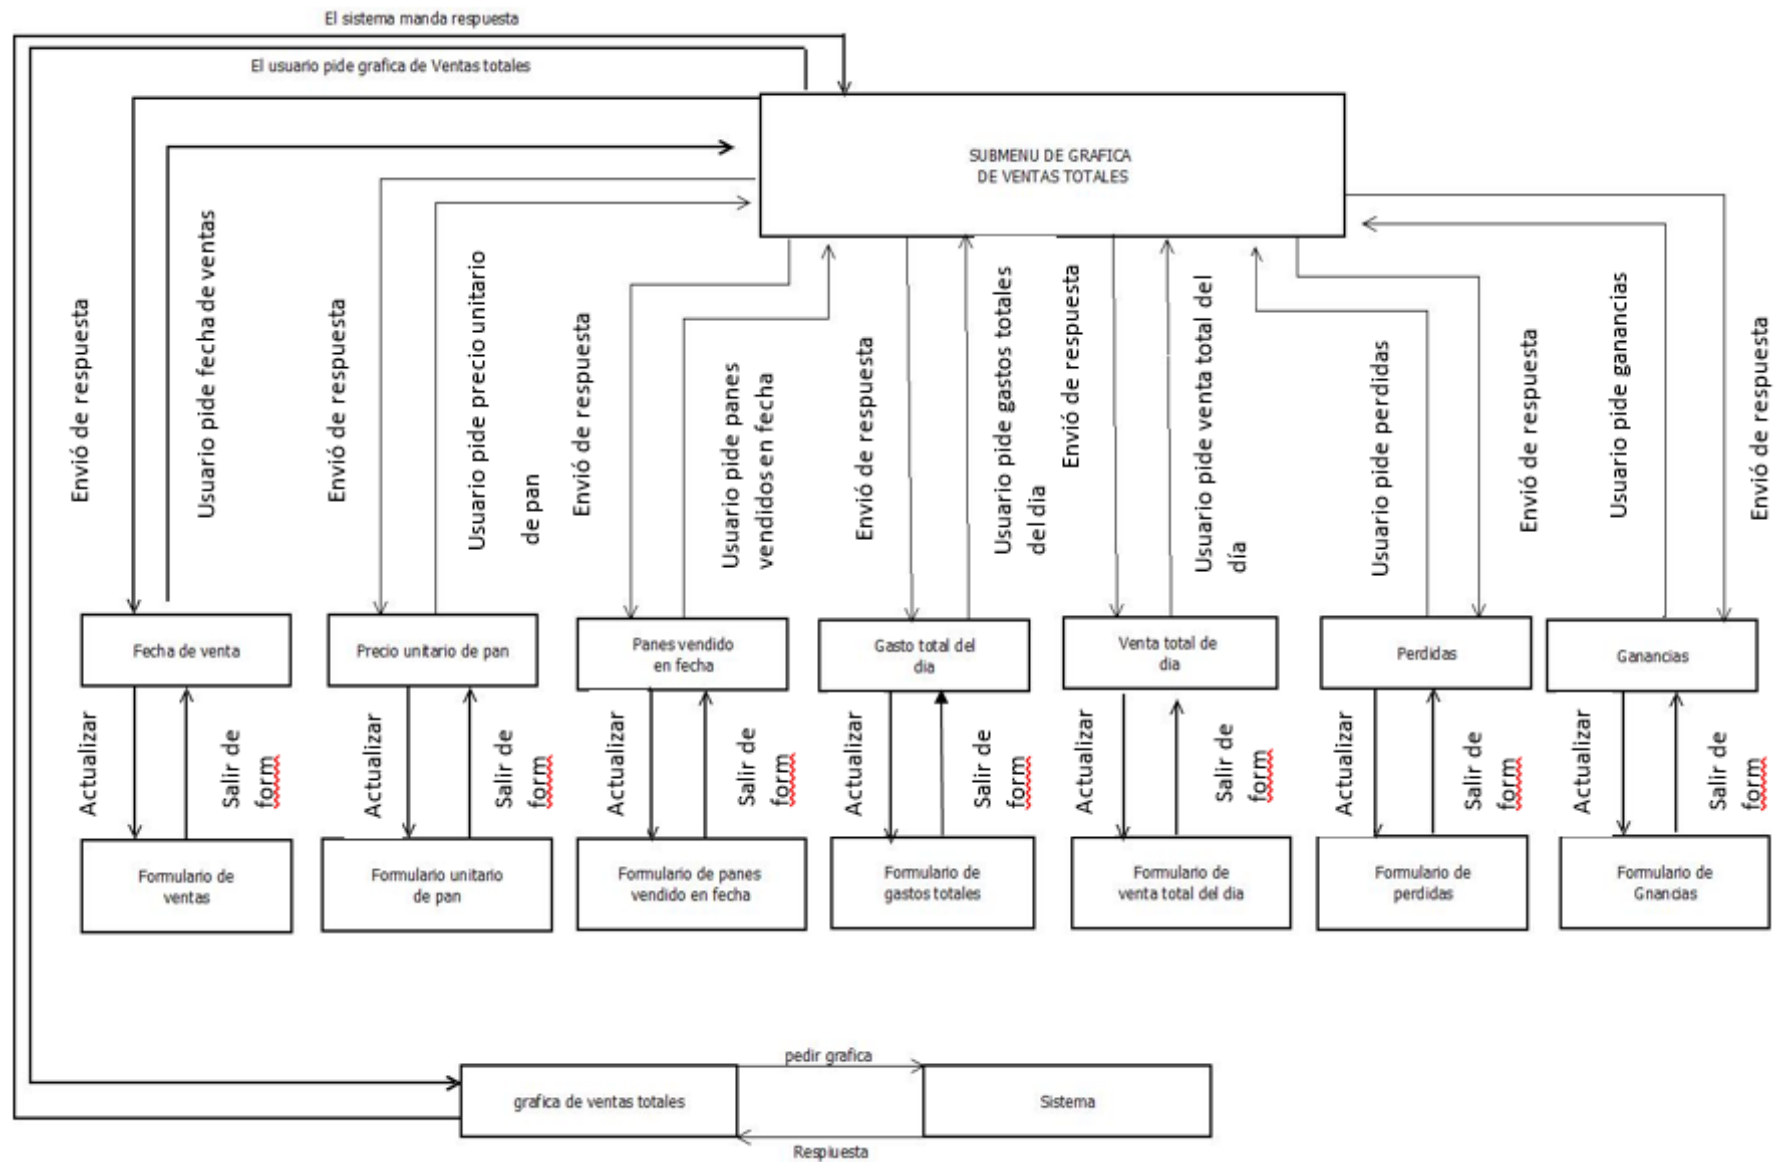 El sistema manda respuesta
El usuario pide grafica de Ventas totales
SUBMENU DE GRAFICA
DE VENTAS TOTALES
Envió de respuesta
Usuario pide fecha de ventas
Envió de respuesta
Usuario pide precio unitario
de pan
Envió de respuesta
Usuario pide panes
vendidos en fecha
Envió de respuesta
Usuario pide gastos totales
del dia
Envió de respuesta
Usuario pide venta total del
día
Usuario pide perdidas
Envió de respuesta
Usuario pide ganancias
Envió de respuesta
Fecha de venta
Precio unitario de pan
Panes vendido
en fecha
Gasto total del
dia
Venta total de
dia
Perdidas
Ganancias
Actualizar
Salir de
form
Actualizar
Salir de
form
Actualizar
Salir de
form
Actualizar
Salir de
form
Actualizar
Salir de
form
Actualizar
Salir de
form
Actualizar
Salir de
form
Formulario de
ventas
Formulario unitario
de pan
Formulario de panes
vendido en fecha
Formulario de
gastos totales
Formulario de
venta total del dia
Formulario de
perdidas
Formulario de
Gnancias
pedir grafica
grafica de ventas totales
Sistema
Respiuesta